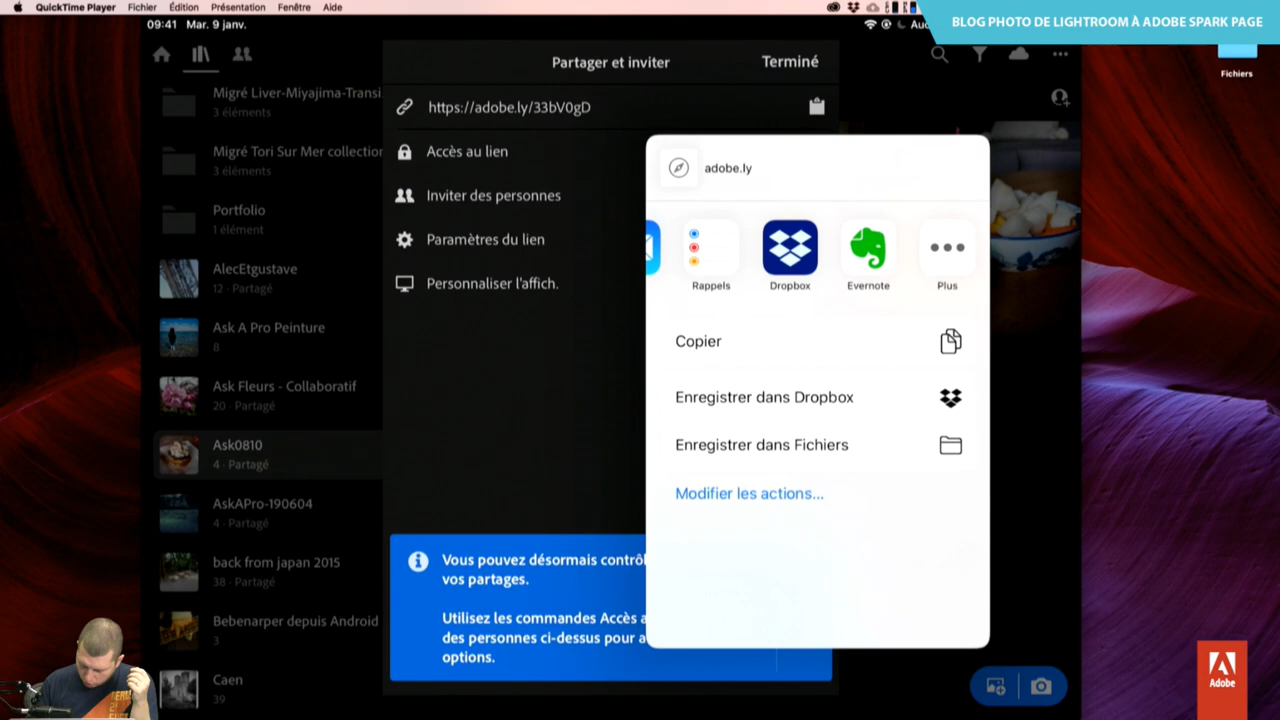 QuickTime Player Fichier Édition Présentation Fenêtre Aide
BLOG PHOTO DE LIGHTROOM À ADOBE SPARK PAGE
09:41 Mar. 9 janv.
Fichiers
Partager et inviter
Terminé
Migré Liver-Miyajima-Transi
3 éléments
Migré Tori Sur Mer collection
3 éléments
Portfolio
1 élément
AlecEtgustave
12 · Partagé
Ask A Pro Peinture
8
Ask Fleurs - Collaboratif
20 · Partagé
Ask0810
4 · Partagé
AskAPro-190604
4 · Partagé
back from japan 2015
38 · Partagé
Bebenarper depuis Android
3
Caen
39
https://adobe.ly/33bV0gD
Accès au lien
Inviter des personnes
Paramètres du lien
Personnaliser l'affich.
Vous pouvez désormais contrôl
vos partages.
Utilisez les commandes Accès a
des personnes ci-dessus pour a
options.
adobe.ly
Rappels
Dropbox
Evernote
Plus
Copier
Enregistrer dans Dropbox
Enregistrer dans Fichiers
Modifier les actions...
Adobe